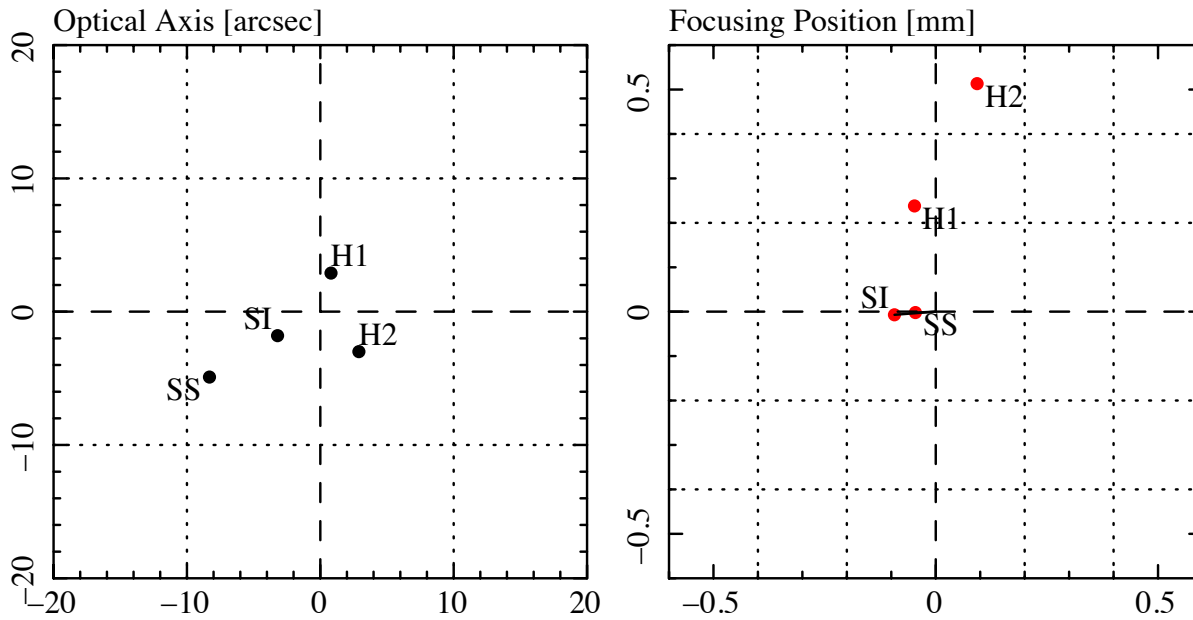 Optical Axis [arcsec]
20
10
0
−10
−20
−20 −10 0 10 20
H1
SI
H2
SS
Focusing Position [mm]
0.5
0
−0.5
−0.5 0 0.5
H2
H1
SI
SS